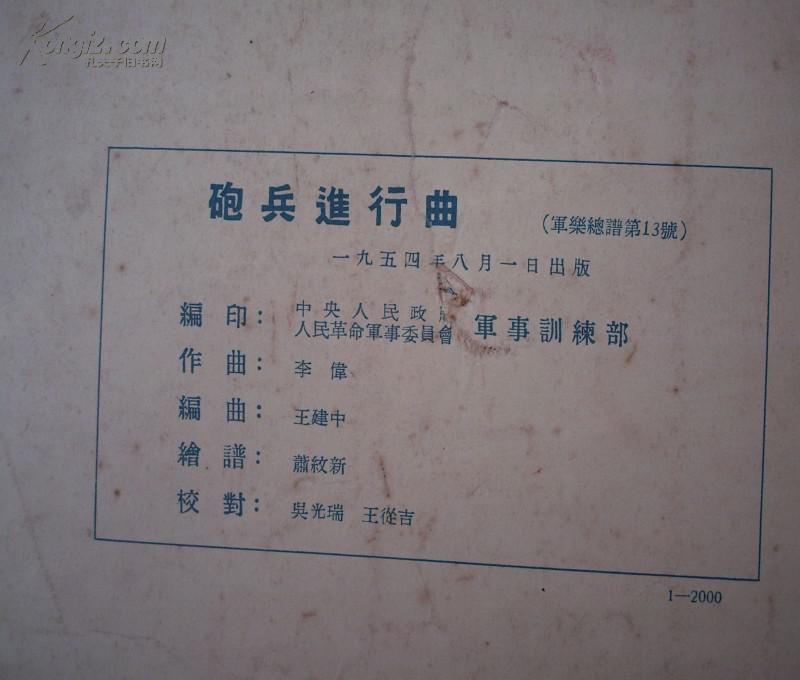 Kongfz.com
孔夫子旧书网
砲兵進行曲 (軍樂總譜第13號)
一九五四年八月一日出版
編印: 中央人民政府
人民革命軍事委員會 軍事訓練部
作曲: 李偉
編曲: 王建中
繪譜: 蕭紋新
校對: 吳光瑞 王從吉
1—2000